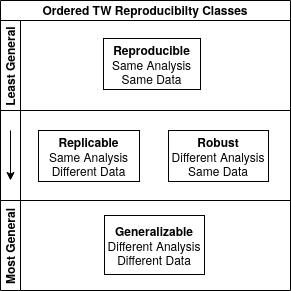 Ordered TW Reproducibilty Classes
Least General
Reproducible
Same Analysis
Same Data
Replicable
Same Analysis
Different Data
Robust
Different Analysis
Same Data
Most General
Generalizable
Different Analysis
Different Data